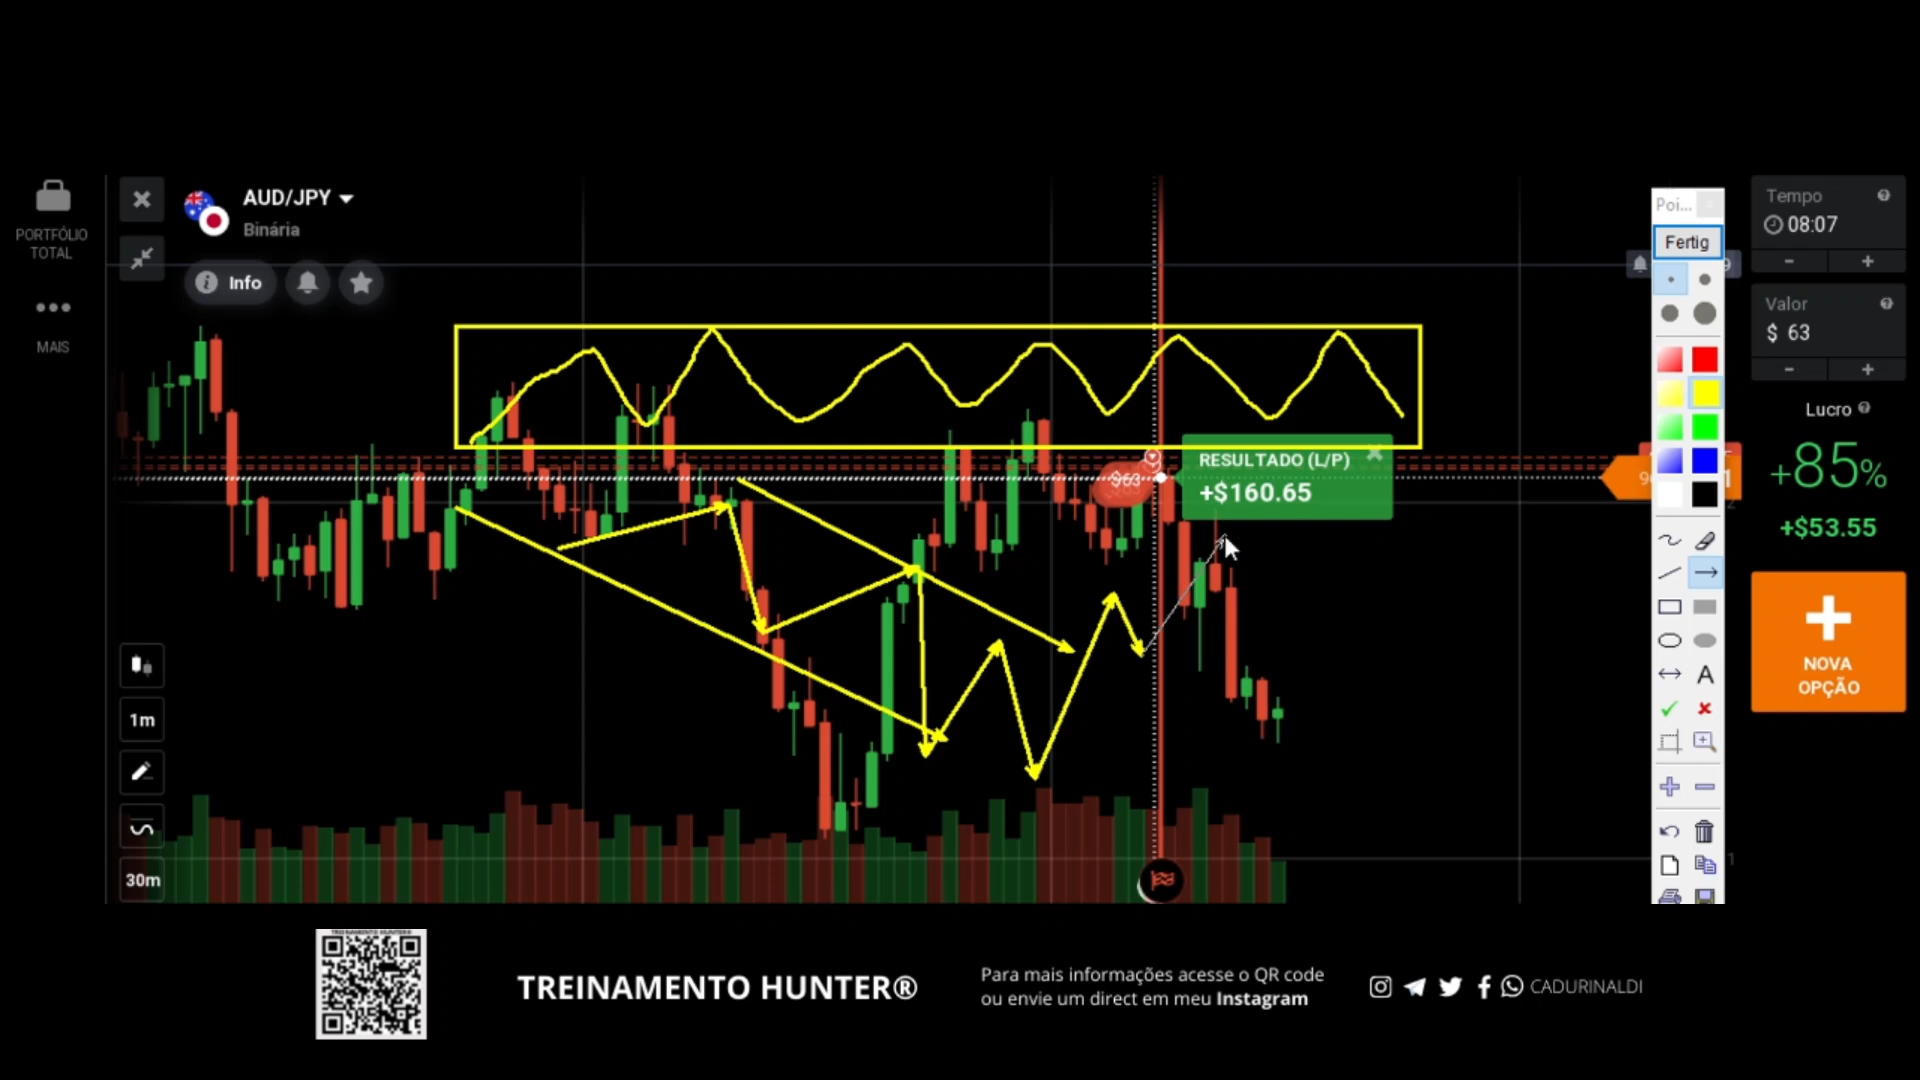 PORTFÓLIO
TOTAL
MAIS
AUD/JPY
Binária
Info
1m
30m
$63
RESULTADO (L/P)
+$160.65
Poi...
Fertig
A
Tempo
08:07
Valor
$ 63
Lucro
+85%
+$53.55
NOVA
OPÇÃO
TREINAMENTO HUNTER®
Para mais informações acesse o QR code
ou envie um direct em meu Instagram
CADURINALDI